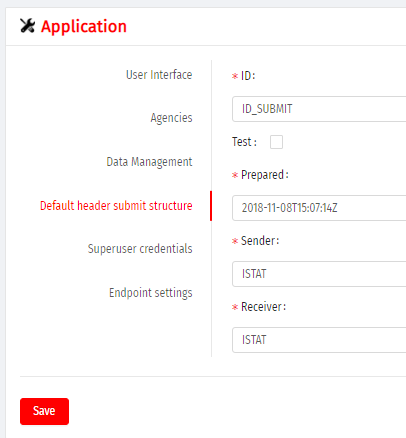 Application
User Interface
Agencies
Data Management
Default header submit structure
Superuser credentials
Endpoint settings
* ID:
ID_SUBMIT
Test :
* Prepared:
2018-11-08T15:07:14Z
* Sender:
ISTAT
* Receiver:
ISTAT
Save